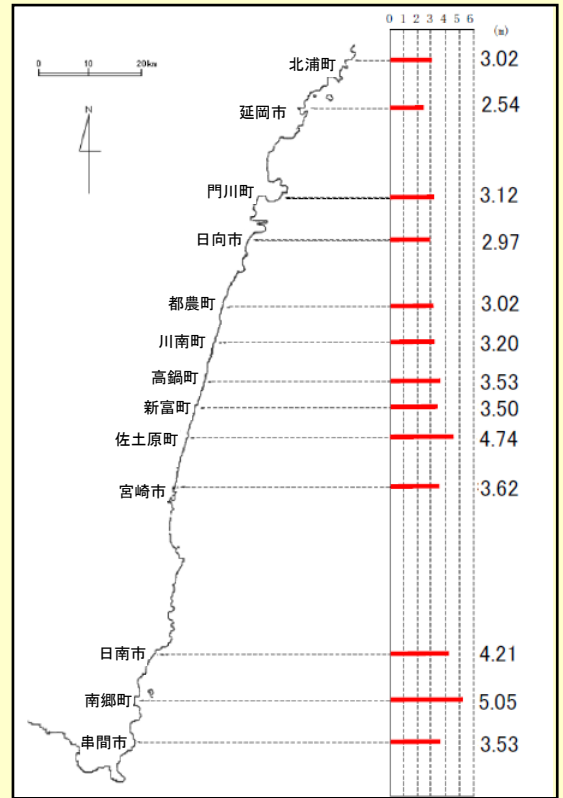 0 1 2 3 4 5 6
(m)
0 10 20km
N
北浦町 3.02
延岡市 2.54
門川町 3.12
日向市 2.97
都農町 3.02
川南町 3.20
高鍋町 3.53
新富町 3.50
佐土原町 4.74
宮崎市 3.62
日南市 4.21
南郷町 5.05
串間市 3.53